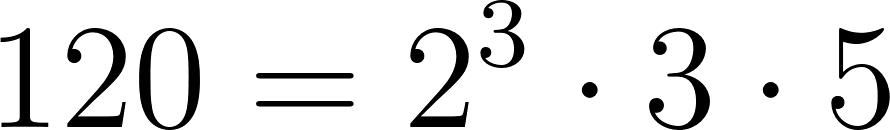 120 = 2³ · 3 · 5